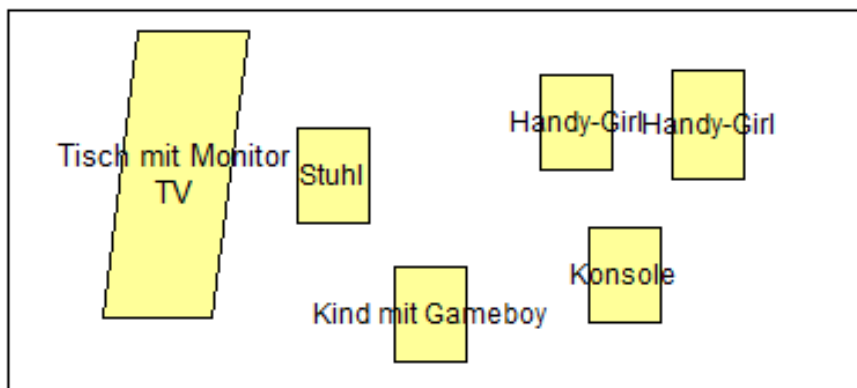 Tisch mit Monitor
TV
Stuhl
Handy-Girl
Handy-Girl
Konsole
Kind mit Gameboy